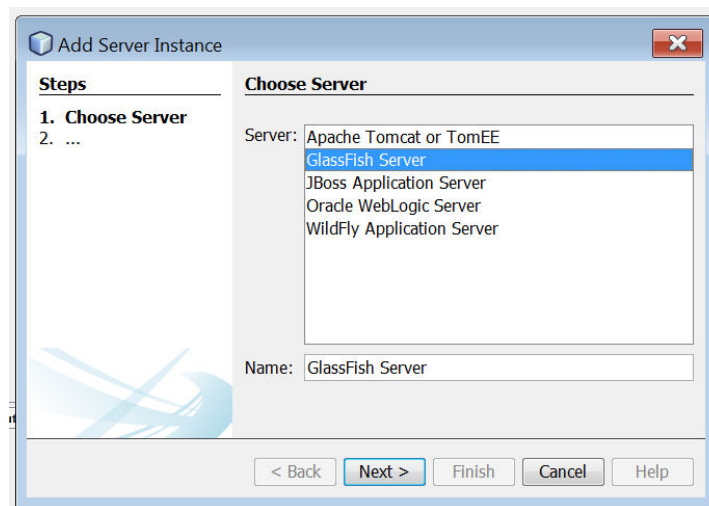 Add Server Instance
Steps
1. Choose Server
2. ...
Choose Server
Server:
Apache Tomcat or TomEE
GlassFish Server
JBoss Application Server
Oracle WebLogic Server
WildFly Application Server
Name: GlassFish Server
< Back Next > Finish Cancel Help